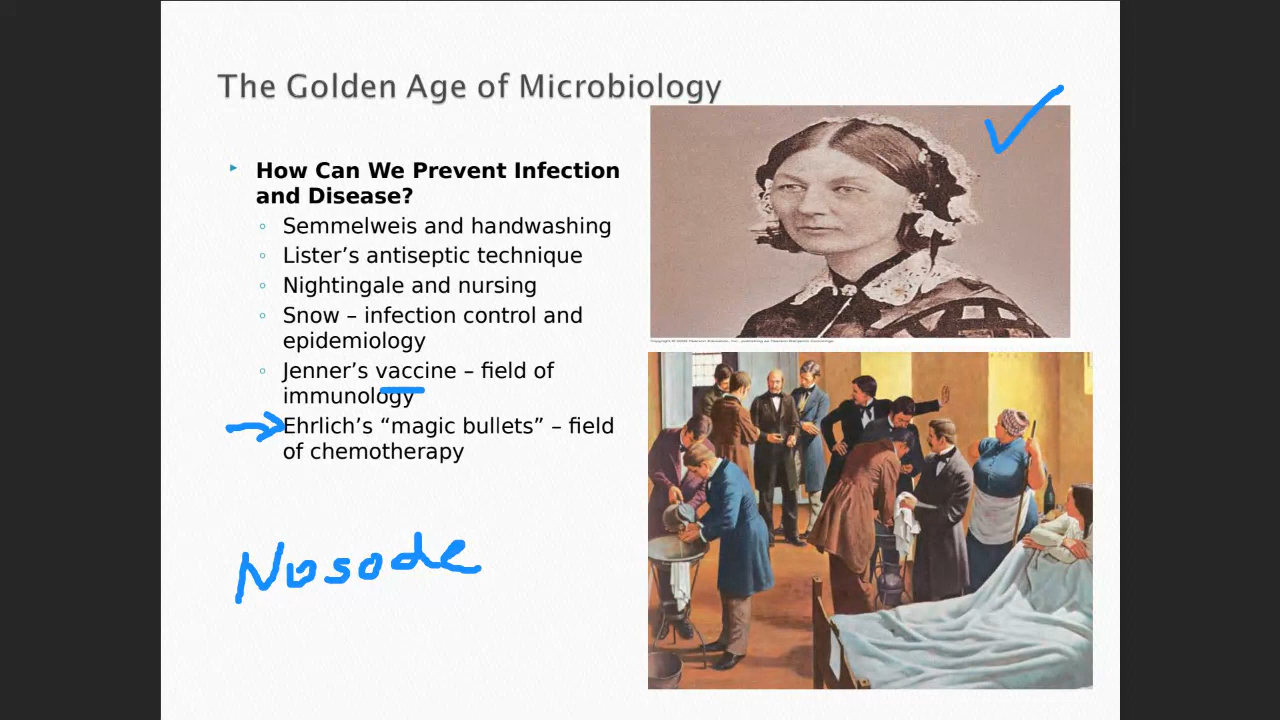 The Golden Age of Microbiology
How Can We Prevent Infection
and Disease?
Semmelweis and handwashing
Lister’s antiseptic technique
Nightingale and nursing
Snow – infection control and
epidemiology
Jenner’s vaccine – field of
immunology
Ehrlich’s “magic bullets” – field
of chemotherapy
Nosode